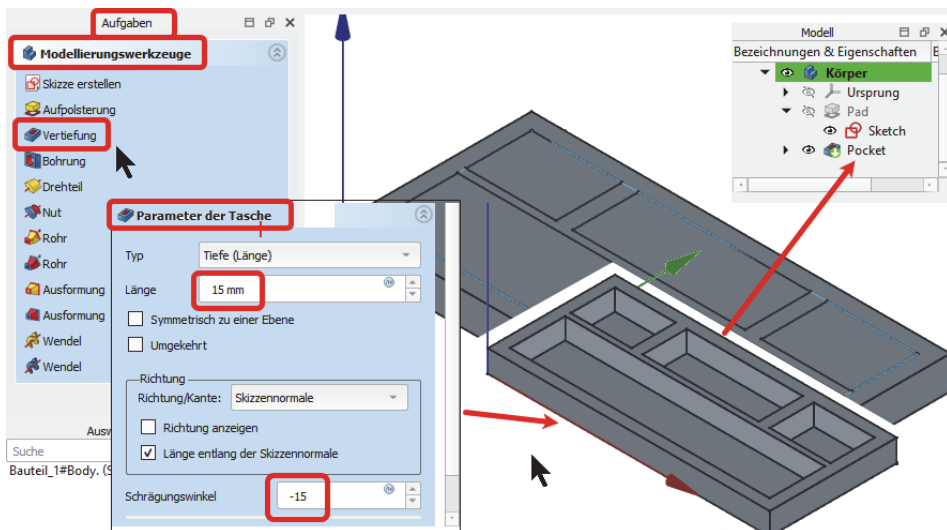 Aufgaben
Modellierungswerkzeuge
Skizze erstellen
Aufpolsterung
Vertiefung
Bohrung
Drehteil
Nut
Rohr
Rohr
Ausformung
Ausformung
Wendel
Wendel
Ausw
Suche
Bauteil_1#Body. (S
Parameter der Tasche
Typ
Tiefe (Länge)
Länge
15 mm
Symmetrisch zu einer Ebene
Umgekehrt
Richtung
Richtung/Kante:
Skizzennormale
Richtung anzeigen
Länge entlang der Skizzennormale
Schrägungswinkel
-15
Modell
Bezeichnungen & Eigenschaften
E
Körper
Ursprung
Pad
Sketch
Pocket